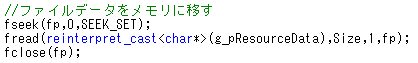 //ファイルデータをメモリに移す
fseek(fp,0,SEEK_SET);
fread(reinterpret_cast<char*>(g_pResourceData),Size,1,fp);
fclose(fp);